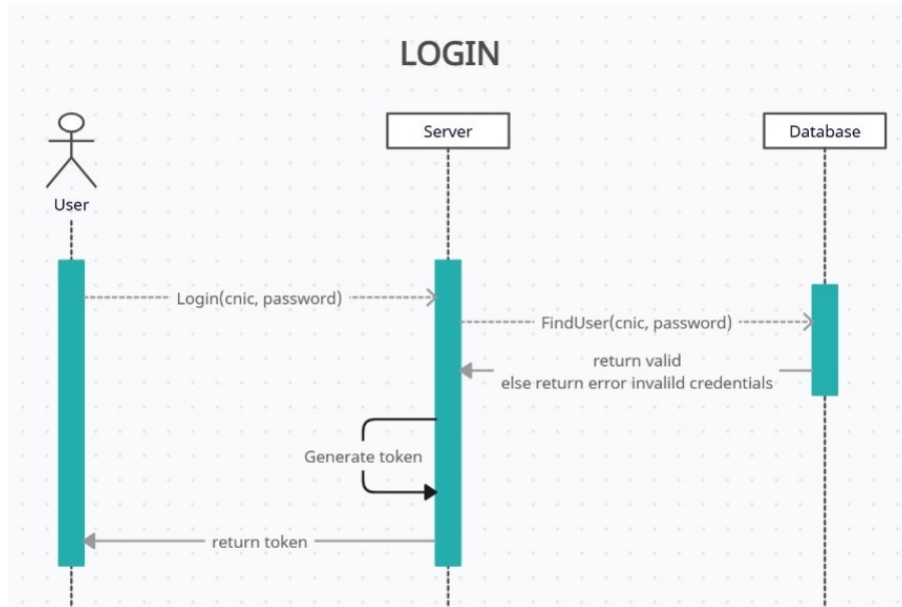 LOGIN
Server
Database
User
Login(cnic, password)
FindUser(cnic, password)
return valid
else return error invalild credentials
Generate token
return token